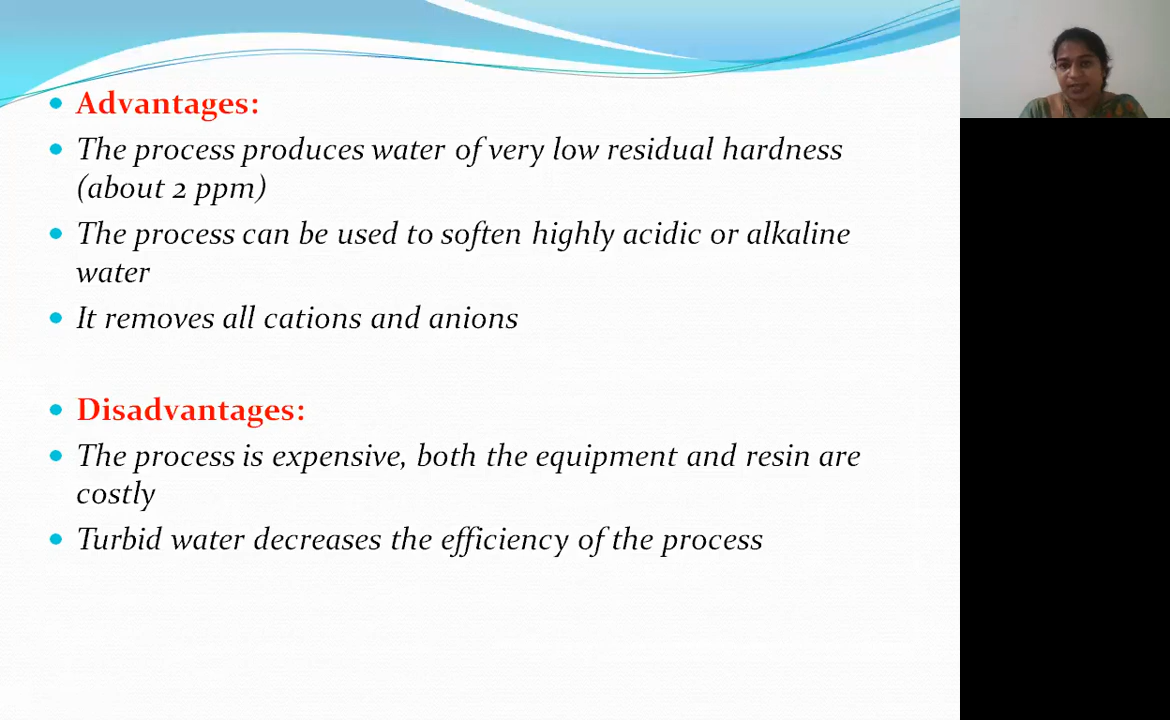 Advantages:
The process produces water of very low residual hardness
(about 2 ppm)
The process can be used to soften highly acidic or alkaline
water
It removes all cations and anions
Disadvantages:
The process is expensive, both the equipment and resin are
costly
Turbid water decreases the efficiency of the process